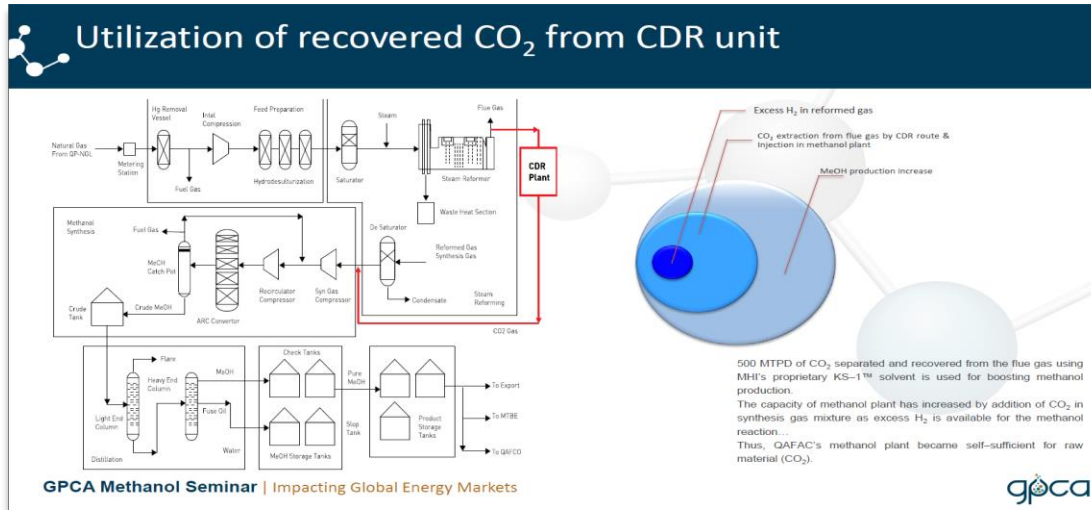 Utilization of recovered CO₂ from CDR unit
Hg Removal
Vessel
Inlet
Compression
Feed Preparation
Natural Gas
From QP-NGL
Metering
Station
Fuel Gas
Hydrodesulturization
Saturator
Steam
Flue Gas
Steam Reformer
CDR
Plant
Waste Heat Section
Methanol
Synthesis
Fuel Gas
MeCH
Catch Pot
ARC Convertor
Recirculator
Compressor
Syn Gas
Compressor
De Saturator
Reformed Gas
Synthesis Gas
Condensate
Steam
Reforming
CO2 Gas
Crude
Tank
Crude MeOH
Flare
Heavy End
Column
Light End
Column
Distillation
MeOH
Fuse Oil
Water
Check Tanks
Slop
Tank
MeOH Storage Tanks
Pure
MeOH
Product
Storage
Tanks
To Export
To MTBE
To QAFCO
Excess H₂ in reformed gas
CO₂ extraction from flue gas by CDR route &
Injection in methanol plant
MeOH production increase
500 MTPD of CO₂ separated and recovered from the flue gas using
MHI's proprietary KS–1™ solvent is used for boosting methanol
production.
The capacity of methanol plant has increased by addition of CO₂ in
synthesis gas mixture as excess H₂ is available for the methanol
reaction…
Thus, QAFAC's methanol plant became self–sufficient for raw
material (CO₂).
GPCA Methanol Seminar | Impacting Global Energy Markets
gpca